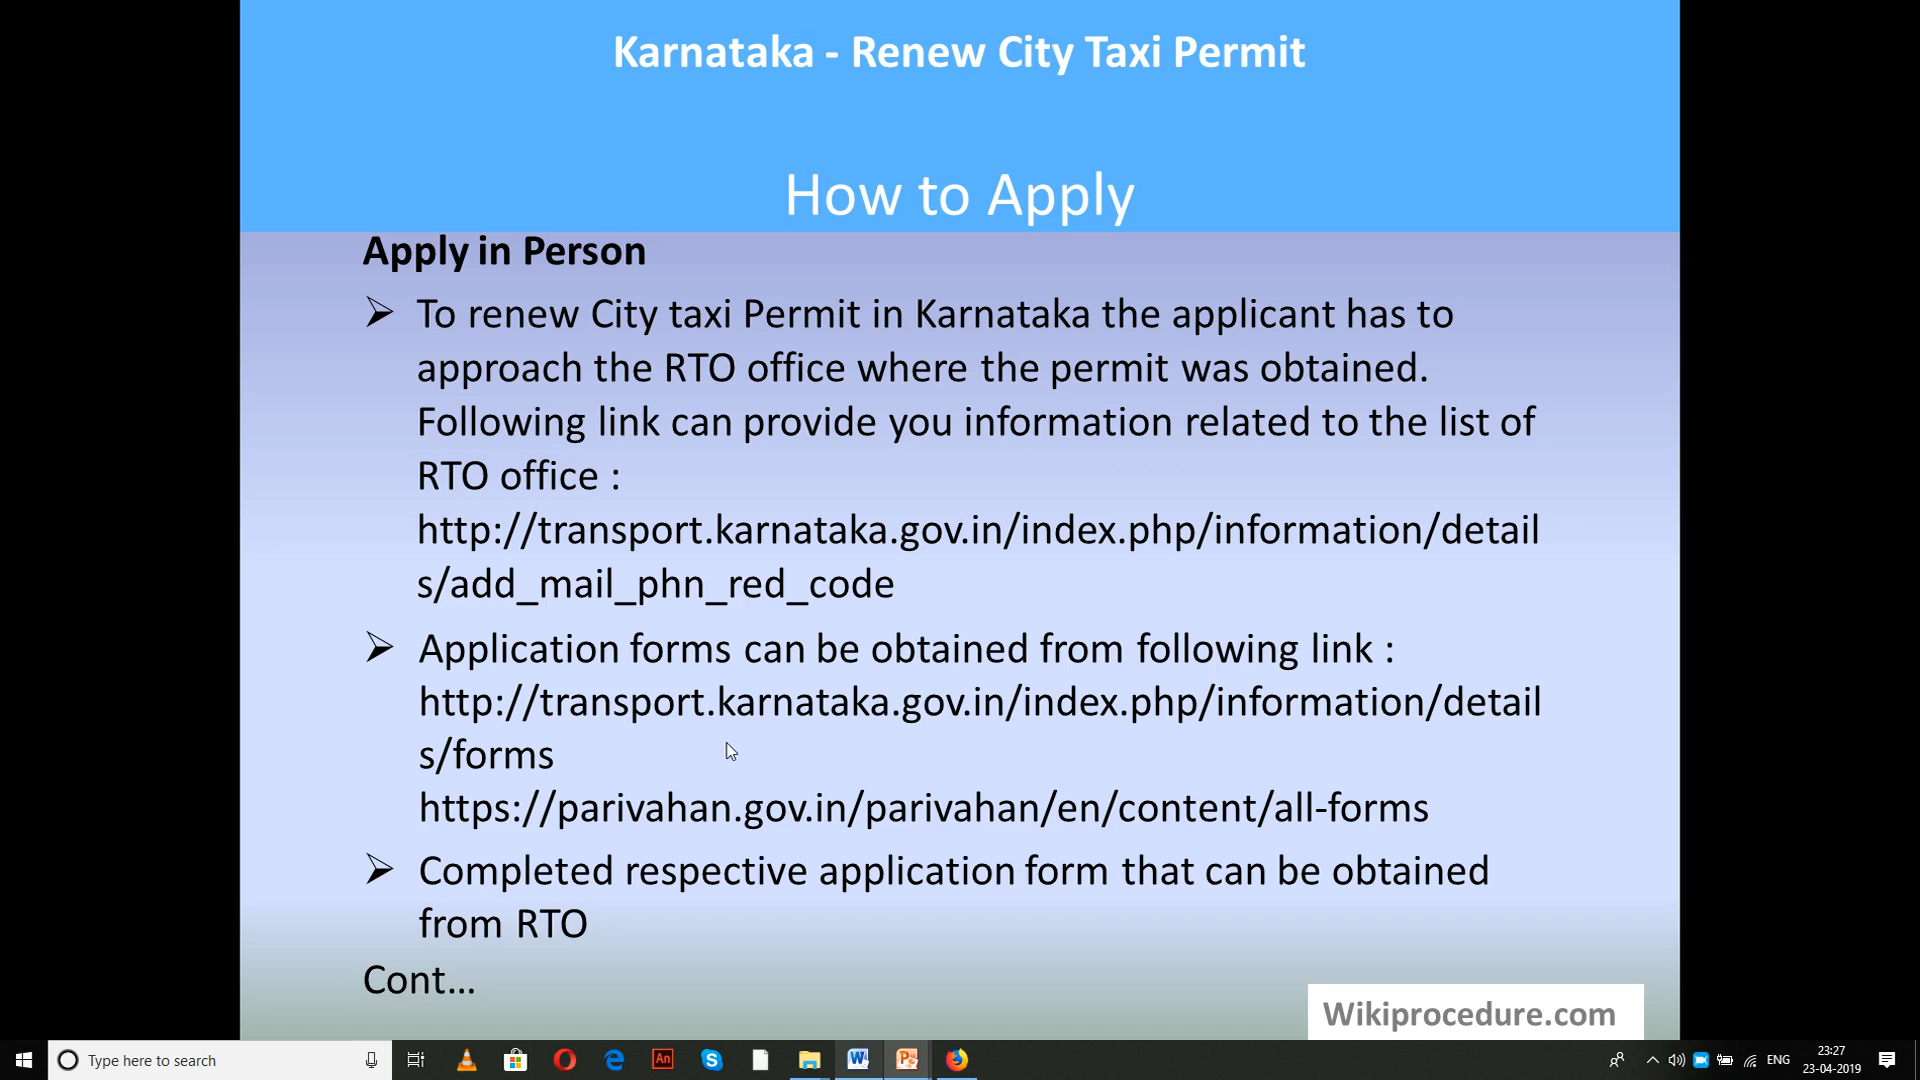 Karnataka - Renew City Taxi Permit
How to Apply
Apply in Person
➢ To renew City taxi Permit in Karnataka the applicant has to
approach the RTO office where the permit was obtained.
Following link can provide you information related to the list of
RTO office :
http://transport.karnataka.gov.in/index.php/information/detail
s/add_mail_phn_red_code
➢ Application forms can be obtained from following link :
http://transport.karnataka.gov.in/index.php/information/detail
s/forms
https://parivahan.gov.in/parivahan/en/content/all-forms
➢ Completed respective application form that can be obtained
from RTO
Cont...
Wikiprocedure.com
Type here to search
An
ENG
23:27
23-04-2019